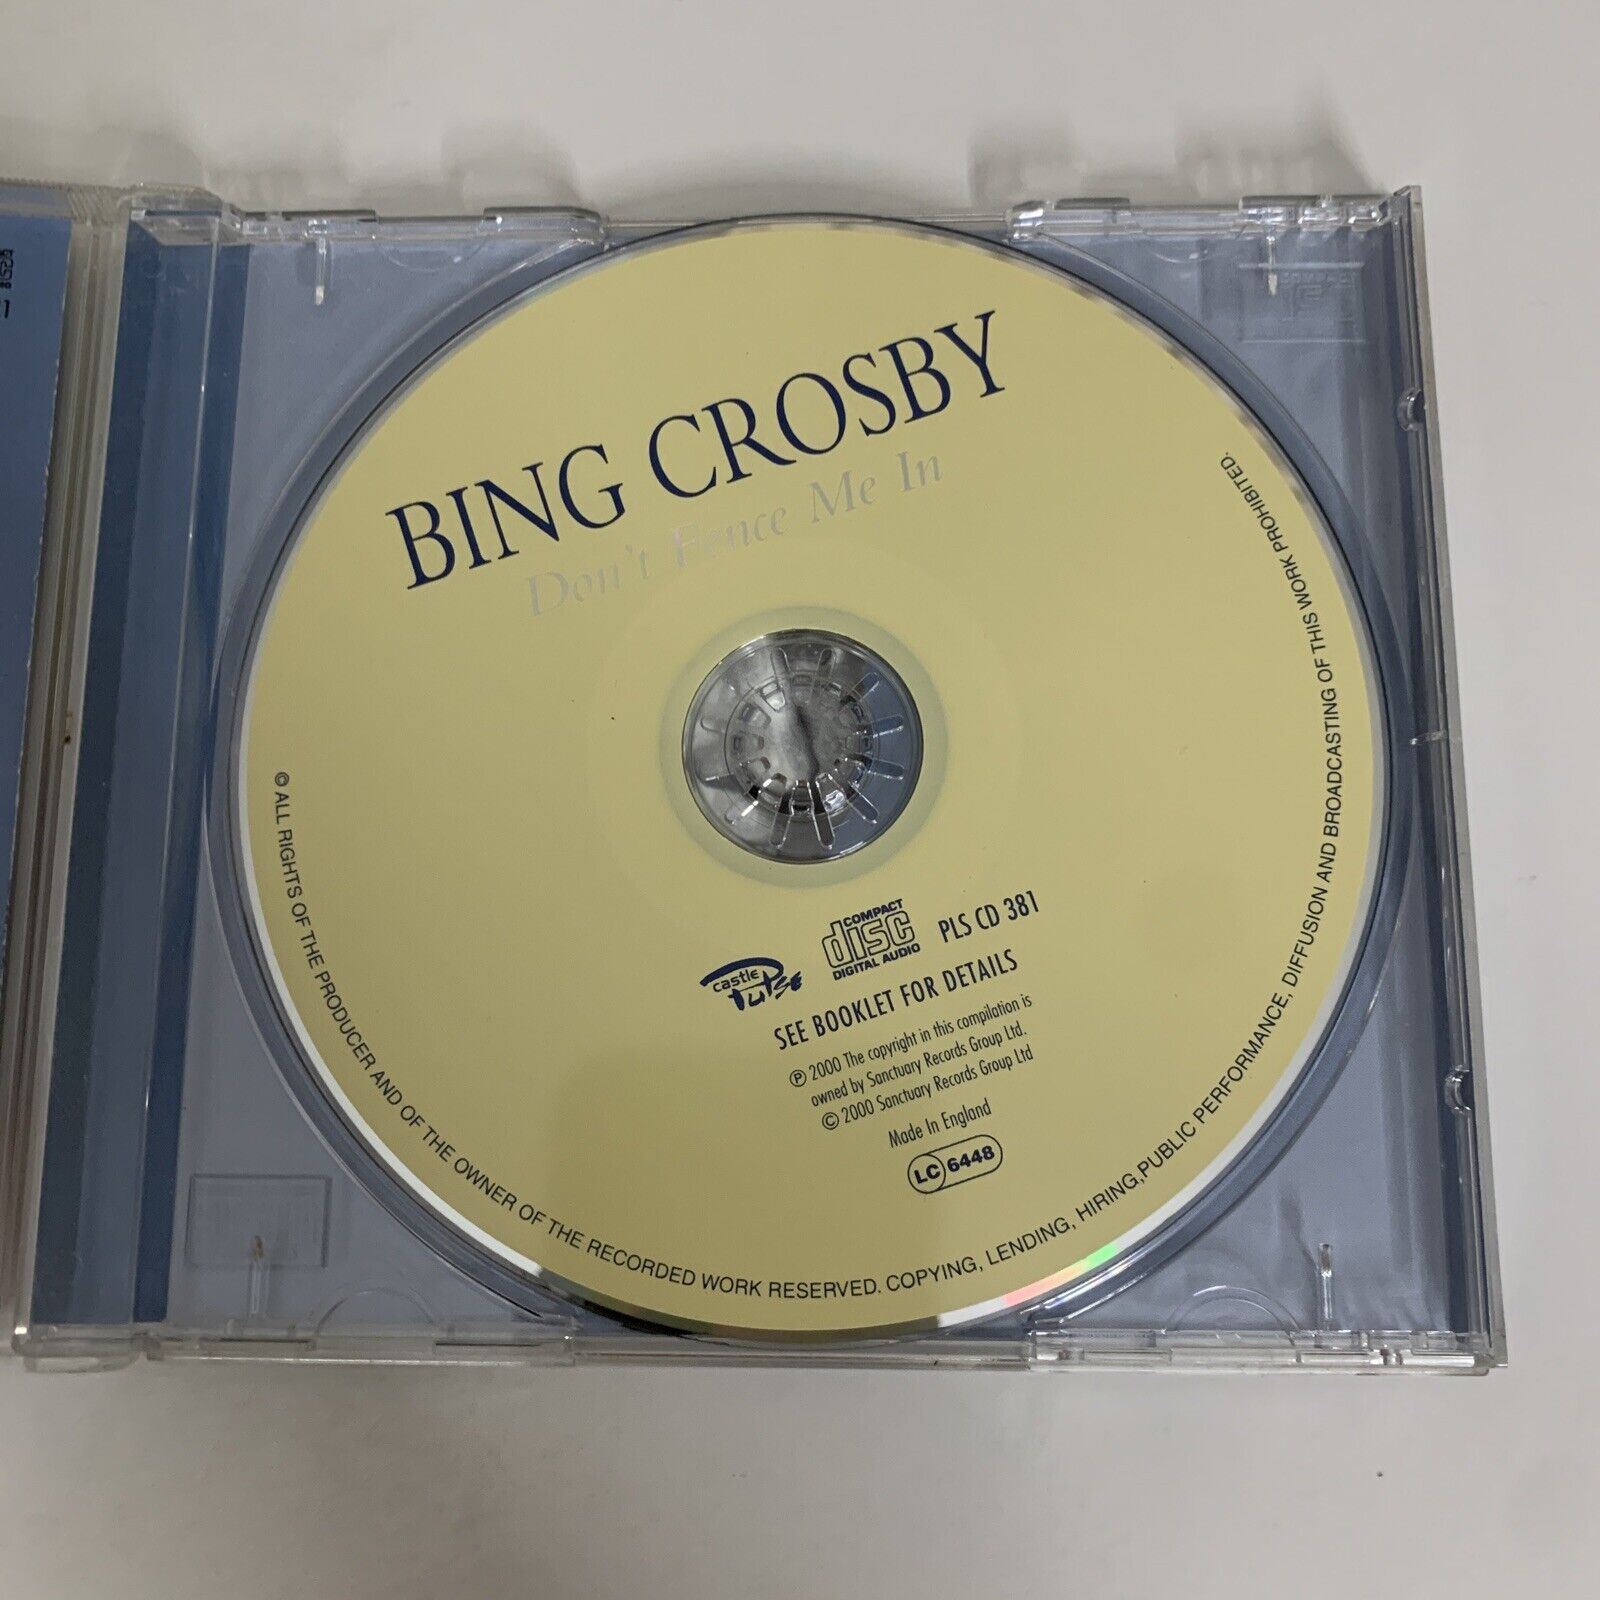 BING CROSBY
Don't Fence Me In
castle
Pulse
COMPACT
disc
DIGITAL AUDIO
PLS CD 381
SEE BOOKLET FOR DETAILS
℗ 2000 The copyright in this compilation is
owned by Sanctuary Records Group Ltd.
© 2000 Sanctuary Records Group Ltd
Made In England
LC 6448
© ALL RIGHTS OF THE PRODUCER AND OF THE OWNER OF THE RECORDED WORK RESERVED. COPYING, LENDING, HIRING,PUBLIC PERFORMANCE, DIFFUSION AND BROADCASTING OF THIS WORK PROHIBITED.